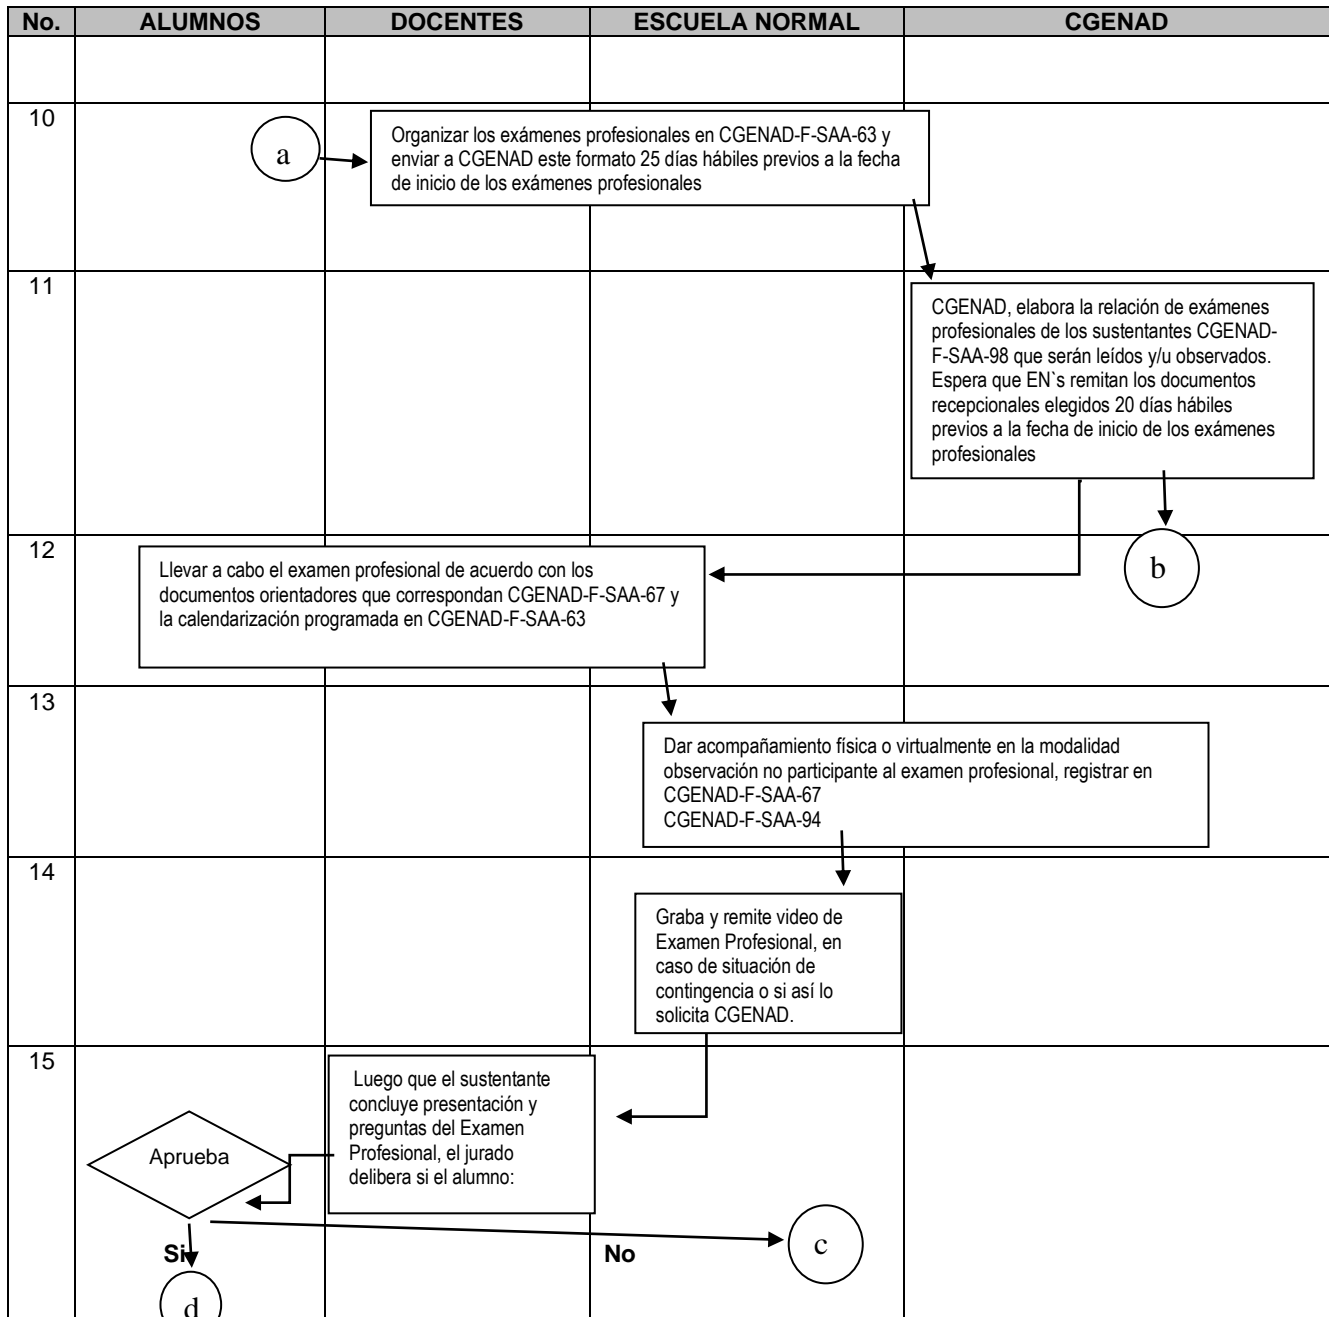 No. ALUMNOS DOCENTES ESCUELA NORMAL CGENAD
10
a
Organizar los exámenes profesionales en CGENAD-F-SAA-63 y
enviar a CGENAD este formato 25 días hábiles previos a la fecha
de inicio de los exámenes profesionales
11
CGENAD, elabora la relación de exámenes
profesionales de los sustentantes CGENAD-
F-SAA-98 que serán leídos y/u observados.
Espera que EN`s remitan los documentos
recepcionales elegidos 20 días hábiles
previos a la fecha de inicio de los exámenes
profesionales
12
Llevar a cabo el examen profesional de acuerdo con los
documentos orientadores que correspondan CGENAD-F-SAA-67 y
la calendarización programada en CGENAD-F-SAA-63
b
13
Dar acompañamiento física o virtualmente en la modalidad
observación no participante al examen profesional, registrar en
CGENAD-F-SAA-67
CGENAD-F-SAA-94
14
Graba y remite video de
Examen Profesional, en
caso de situación de
contingencia o si así lo
solicita CGENAD.
15
Luego que el sustentante
concluye presentación y
preguntas del Examen
Profesional, el jurado
delibera si el alumno:
Aprueba
Si
No
c
d